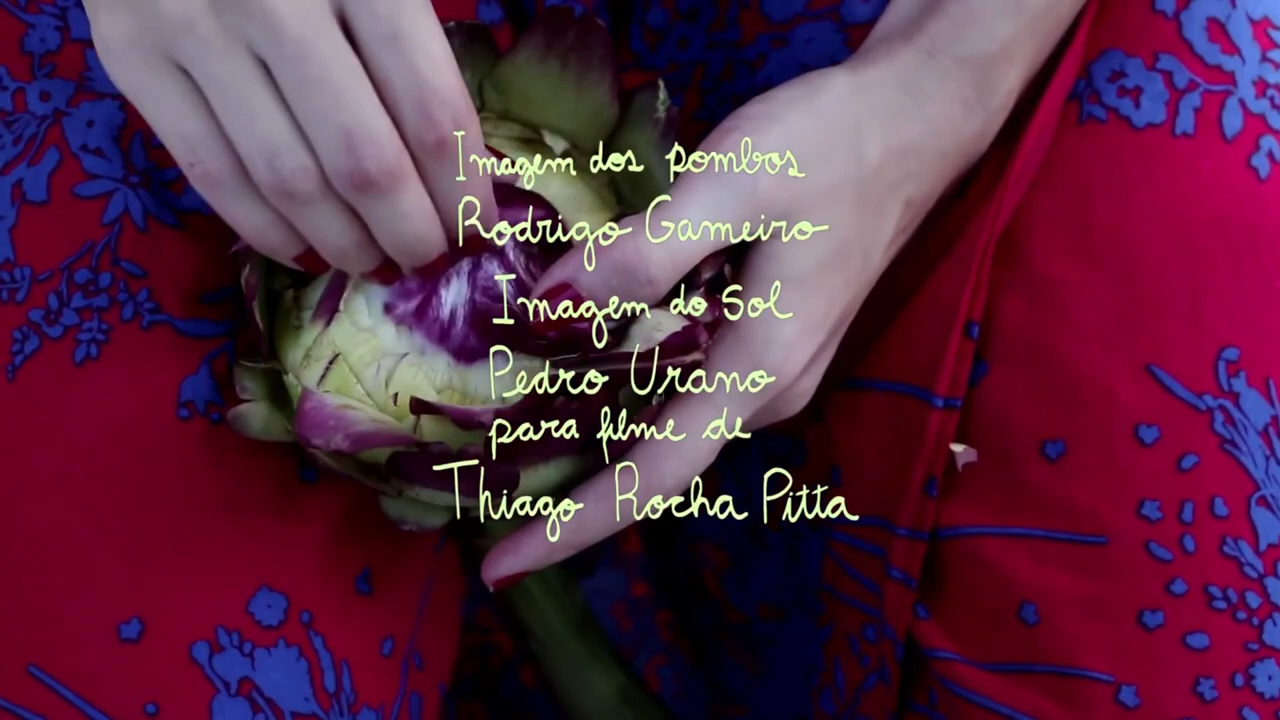 Imagem dos pombos
Rodrigo Gameiro
Imagem do Sol
Pedro Urano
para filme de
Thiago Rocha Pitta